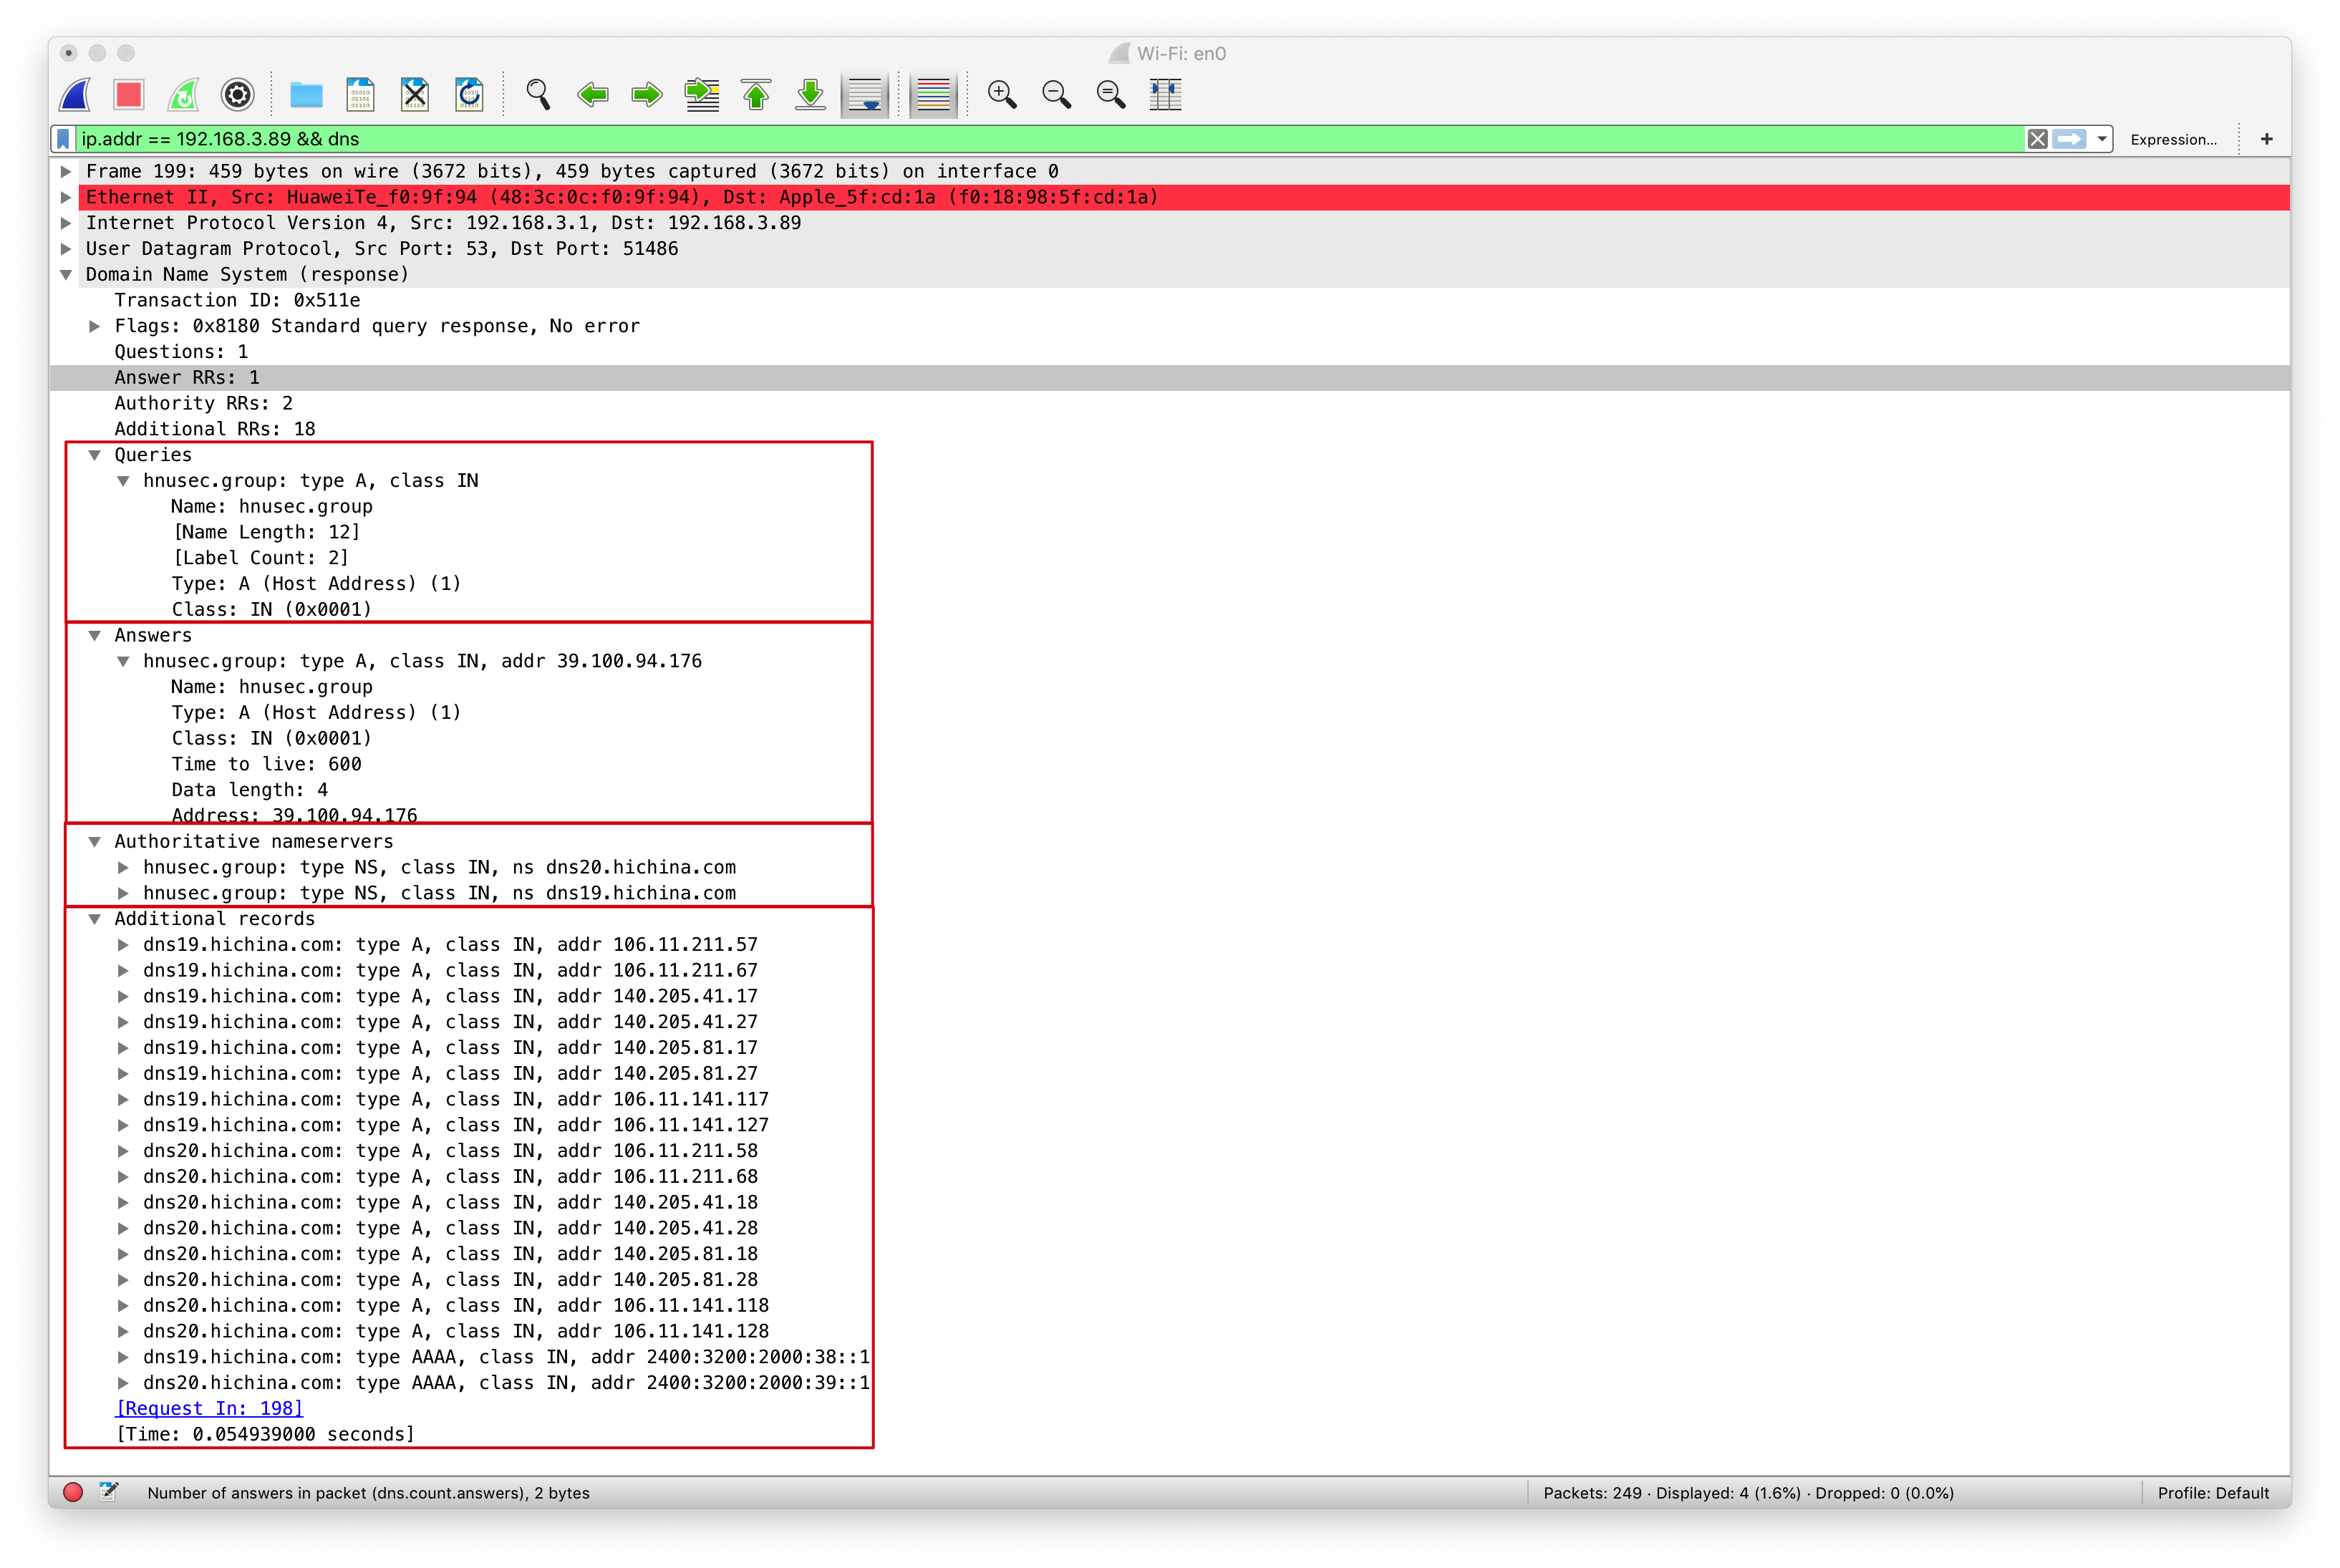 Wi-Fi: en0
ip.addr == 192.168.3.89 && dns
Expression...
+
Frame 199: 459 bytes on wire (3672 bits), 459 bytes captured (3672 bits) on interface 0
Ethernet II, Src: HuaweiTe_f0:9f:94 (48:3c:0c:f0:9f:94), Dst: Apple_5f:cd:1a (f0:18:98:5f:cd:1a)
Internet Protocol Version 4, Src: 192.168.3.1, Dst: 192.168.3.89
User Datagram Protocol, Src Port: 53, Dst Port: 51486
Domain Name System (response)
Transaction ID: 0x511e
Flags: 0x8180 Standard query response, No error
Questions: 1
Answer RRs: 1
Authority RRs: 2
Additional RRs: 18
Queries
hnusec.group: type A, class IN
Name: hnusec.group
[Name Length: 12]
[Label Count: 2]
Type: A (Host Address) (1)
Class: IN (0x0001)
Answers
hnusec.group: type A, class IN, addr 39.100.94.176
Name: hnusec.group
Type: A (Host Address) (1)
Class: IN (0x0001)
Time to live: 600
Data length: 4
Address: 39.100.94.176
Authoritative nameservers
hnusec.group: type NS, class IN, ns dns20.hichina.com
hnusec.group: type NS, class IN, ns dns19.hichina.com
Additional records
dns19.hichina.com: type A, class IN, addr 106.11.211.57
dns19.hichina.com: type A, class IN, addr 106.11.211.67
dns19.hichina.com: type A, class IN, addr 140.205.41.17
dns19.hichina.com: type A, class IN, addr 140.205.41.27
dns19.hichina.com: type A, class IN, addr 140.205.81.17
dns19.hichina.com: type A, class IN, addr 140.205.81.27
dns19.hichina.com: type A, class IN, addr 106.11.141.117
dns19.hichina.com: type A, class IN, addr 106.11.141.127
dns20.hichina.com: type A, class IN, addr 106.11.211.58
dns20.hichina.com: type A, class IN, addr 106.11.211.68
dns20.hichina.com: type A, class IN, addr 140.205.41.18
dns20.hichina.com: type A, class IN, addr 140.205.41.28
dns20.hichina.com: type A, class IN, addr 140.205.81.18
dns20.hichina.com: type A, class IN, addr 140.205.81.28
dns20.hichina.com: type A, class IN, addr 106.11.141.118
dns20.hichina.com: type A, class IN, addr 106.11.141.128
dns19.hichina.com: type AAAA, class IN, addr 2400:3200:2000:38::1
dns20.hichina.com: type AAAA, class IN, addr 2400:3200:2000:39::1
[Request In: 198]
[Time: 0.054939000 seconds]
Number of answers in packet (dns.count.answers), 2 bytes
Packets: 249 · Displayed: 4 (1.6%) · Dropped: 0 (0.0%)
Profile: Default